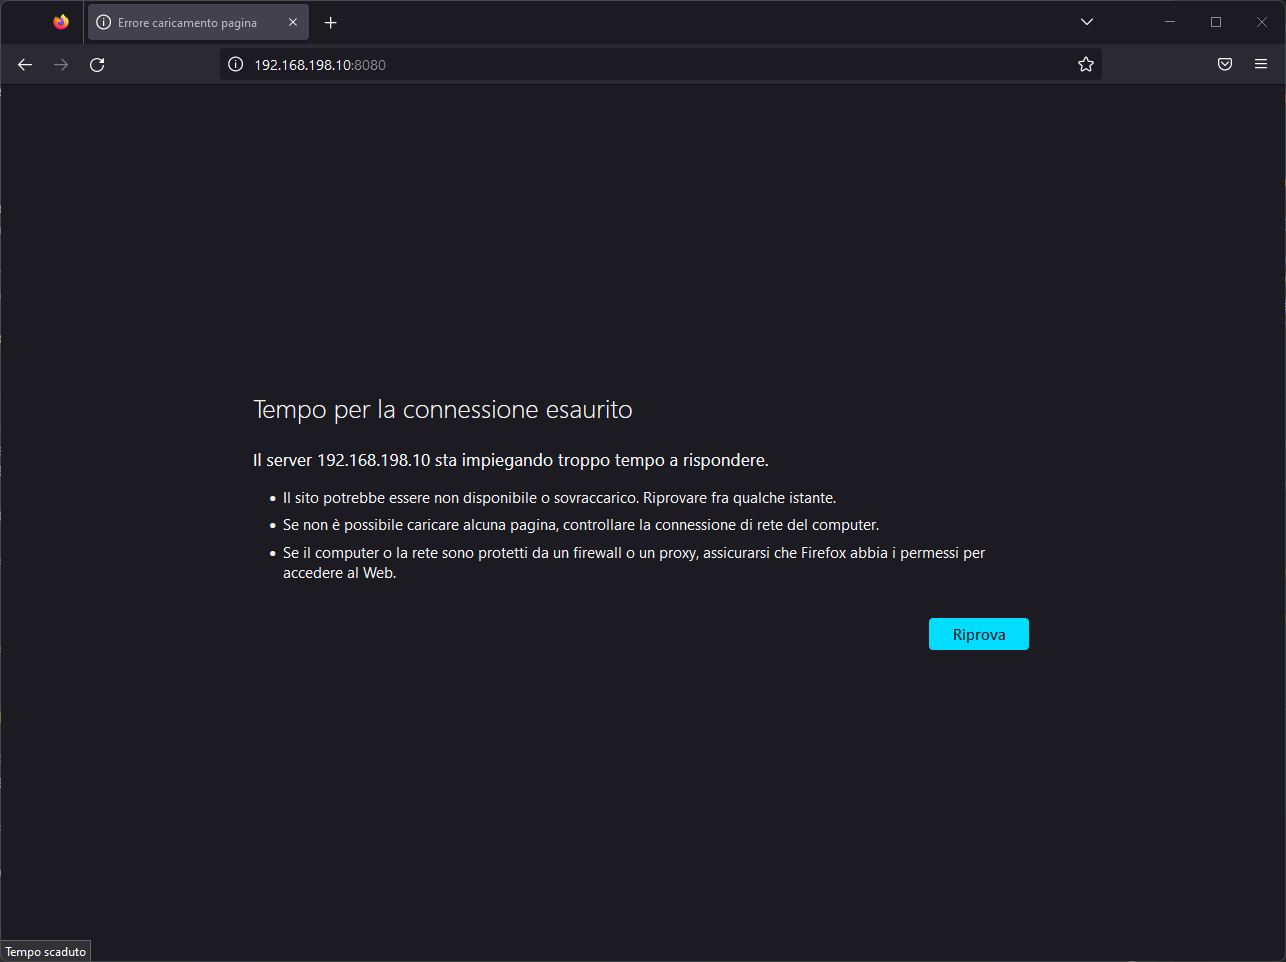 Errore caricamento pagina
192.168.198.10:8080
Tempo per la connessione esaurito
Il server 192.168.198.10 sta impiegando troppo tempo a rispondere.
Il sito potrebbe essere non disponibile o sovraccarico. Riprovare fra qualche istante.
Se non è possibile caricare alcuna pagina, controllare la connessione di rete del computer.
Se il computer o la rete sono protetti da un firewall o un proxy, assicurarsi che Firefox abbia i permessi per
accedere al Web.
Riprova
Tempo scaduto